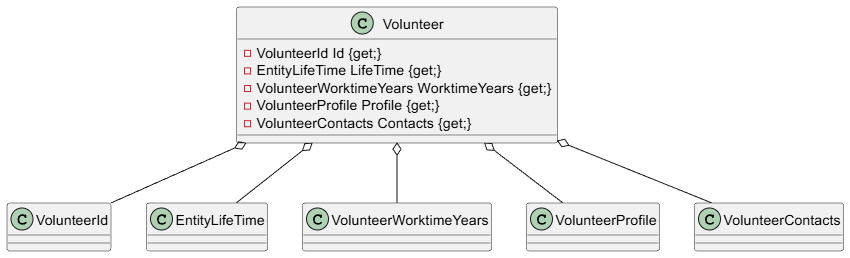 C Volunteer
VolunteerId Id {get;}
EntityLifeTime LifeTime {get;}
VolunteerWorktimeYears WorktimeYears {get;}
VolunteerProfile Profile {get;}
VolunteerContacts Contacts {get;}
C VolunteerId
C EntityLifeTime
C VolunteerWorktimeYears
C VolunteerProfile
C VolunteerContacts